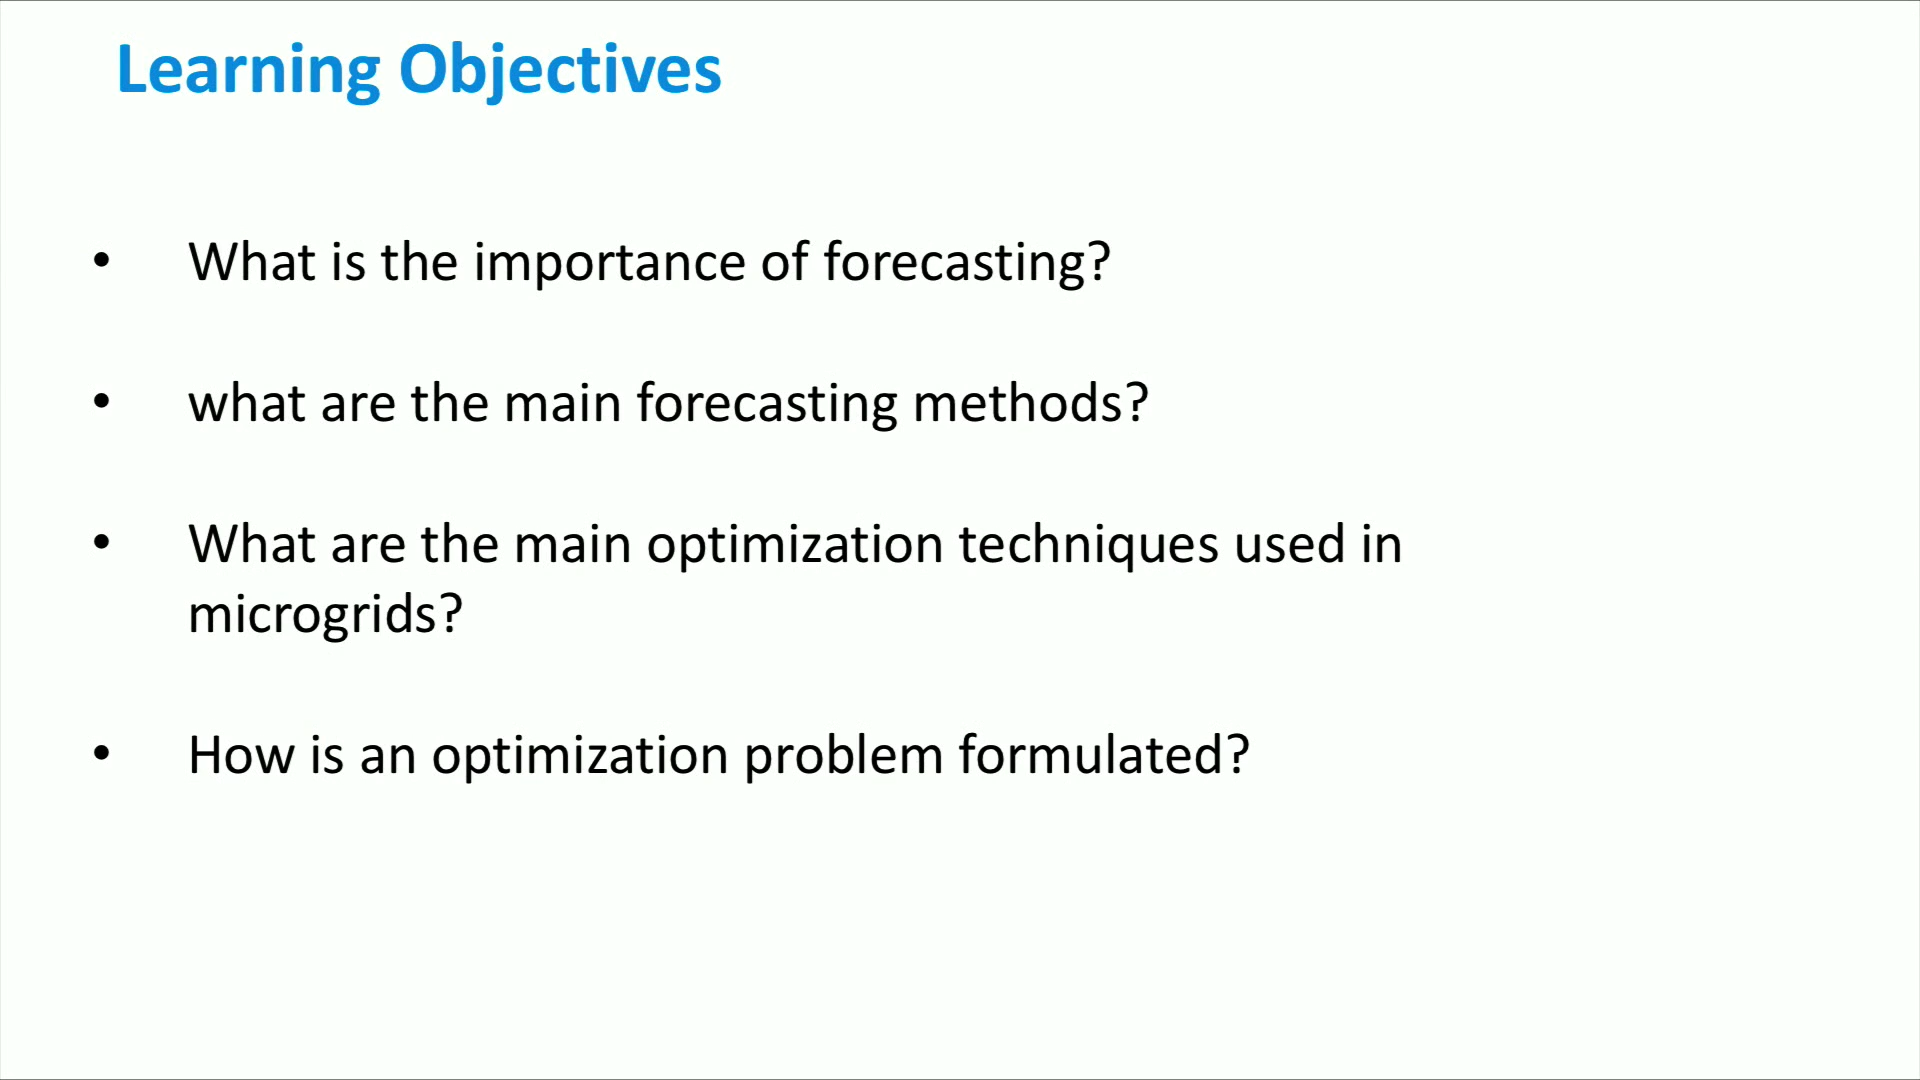 Learning Objectives
• What is the importance of forecasting?
• what are the main forecasting methods?
• What are the main optimization techniques used in
microgrids?
• How is an optimization problem formulated?